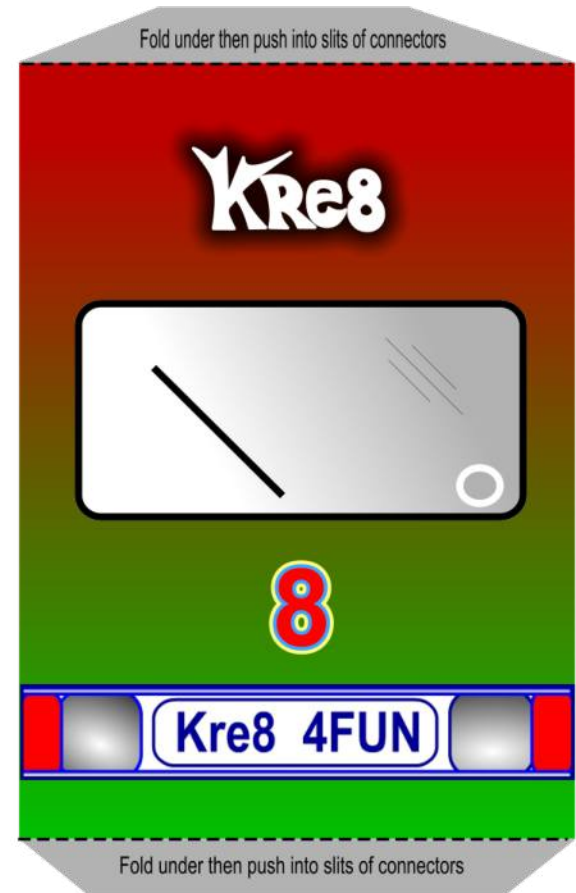 Fold under then push into slits of connectors
KRe8
8
Kre8 4FUN
Fold under then push into slits of connectors